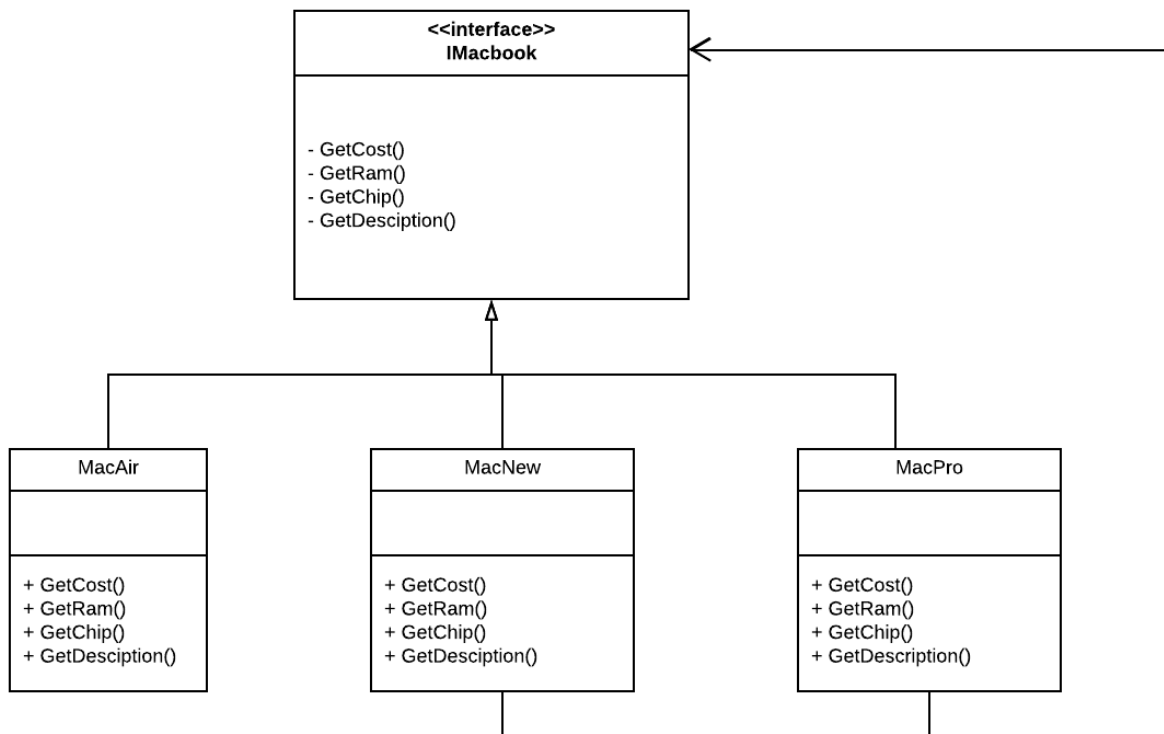 <<interface>>
IMacbook
- GetCost()
- GetRam()
- GetChip()
- GetDesciption()
MacAir
+ GetCost()
+ GetRam()
+ GetChip()
+ GetDesciption()
MacNew
+ GetCost()
+ GetRam()
+ GetChip()
+ GetDesciption()
MacPro
+ GetCost()
+ GetRam()
+ GetChip()
+ GetDescription()